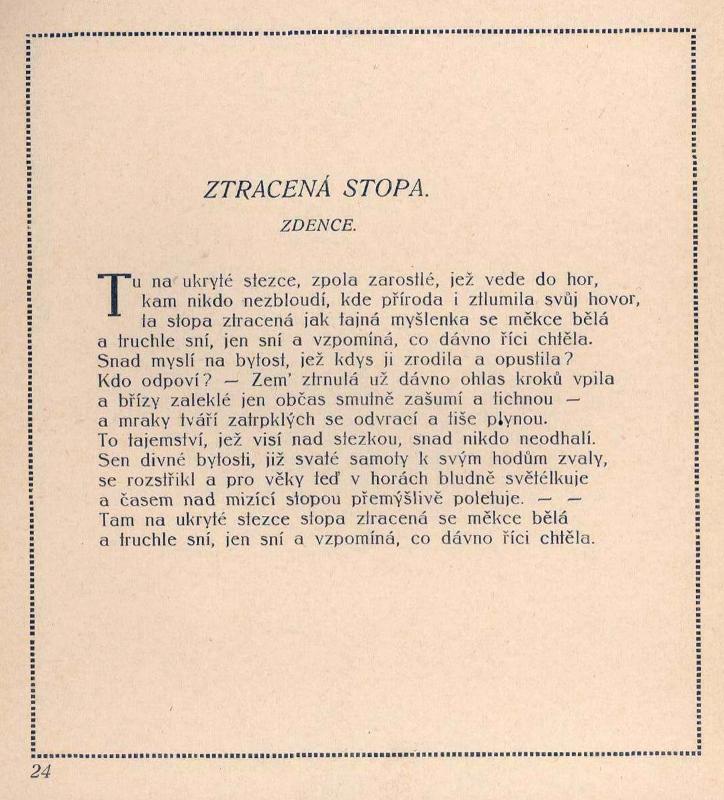 ZTRACENÁ STOPA.
ZDENCE.
Tu na ukryté stezce, zpola zarostlé, jež vede do hor,
kam nikdo nezbloudí, kde příroda i ztlumila svůj hovor,
ta stopa ztracená jak tajná myšlenka se měkce bělá
a truchle sní, jen sní a vzpomíná, co dávno říci chtěla.
Snad myslí na bytost, jež kdys ji zrodila a opustila?
Kdo odpoví? — Zem' ztrnulá už dávno ohlas kroků vpila
a břízy zaleklé jen občas smutně zašumí a tichnou —
a mraky tváří zatrpklých se odvrací a tiše plynou.
To tajemství, jež visí nad stezkou, snad nikdo neodhalí.
Sen divné bytosti, již svaté samoty k svým hodům zvaly,
se rozstřikl a pro věky teď v horách bludně světélkuje
a časem nad mizící stopou přemýšlivě poletuje. — —
Tam na ukryté stezce stopa ztracená se měkce bělá
a truchle sní, jen sní a vzpomíná, co dávno říci chtěla.
24